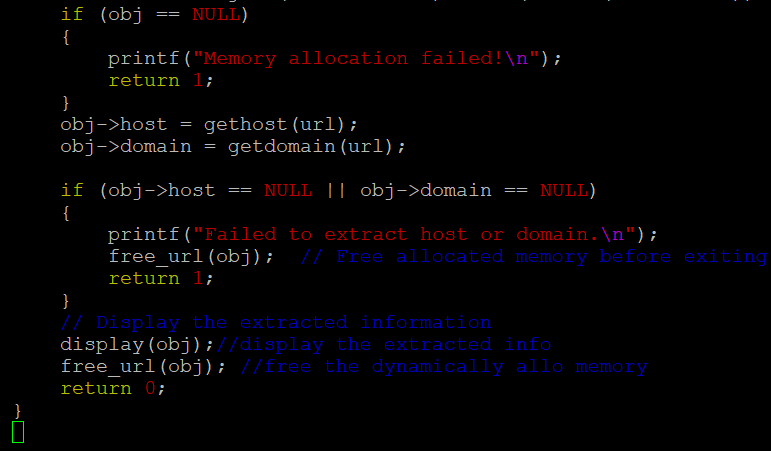 if (obj == NULL)
{
printf("Memory allocation failed!\n");
return 1;
}
obj->host = gethost(url);
obj->domain = getdomain(url);
if (obj->host == NULL || obj->domain == NULL)
{
printf("Failed to extract host or domain.\n");
free_url(obj);  // Free allocated memory before exiting
return 1;
}
// Display the extracted information
display(obj);//display the extracted info
free_url(obj); //free the dynamically allo memory
return 0;
}